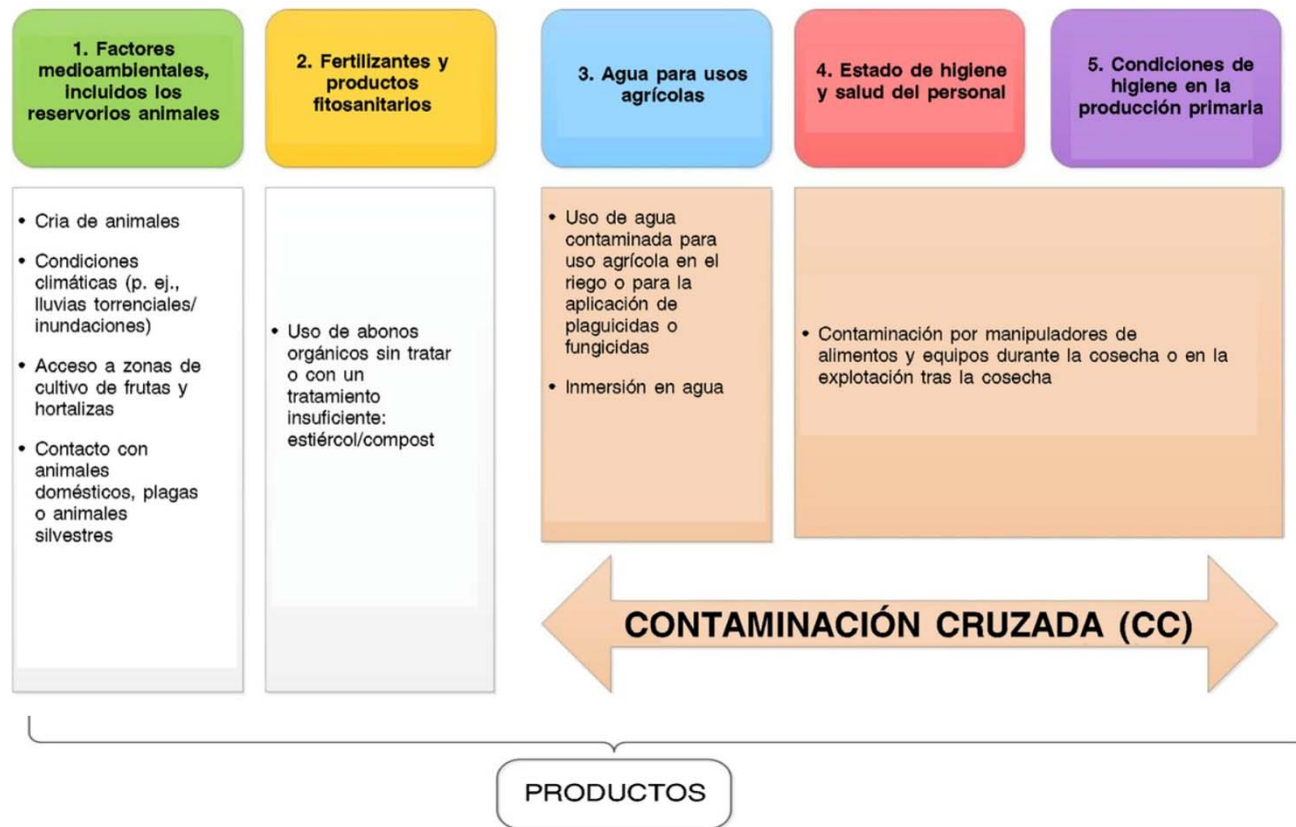 1. Factores
medioambientales,
incluidos los
reservorios animales
2. Fertilizantes y
productos
fitosanitarios
3. Agua para usos
agrícolas
4. Estado de higiene
y salud del personal
5. Condiciones de
higiene en la
producción primaria
• Cria de animales
• Condiciones
climáticas (p. ej.,
lluvias torrenciales/
inundaciones)
• Acceso a zonas de
cultivo de frutas y
hortalizas
• Contacto con
animales
domésticos, plagas
o animales
silvestres
• Uso de abonos
orgánicos sin tratar
o con un
tratamiento
insuficiente:
estiércol/compost
• Uso de agua
contaminada para
uso agrícola en el
riego o para la
aplicación de
plaguicidas o
fungicidas
• Inmersión en agua
• Contaminación por manipuladores de
alimentos y equipos durante la cosecha o en la
explotación tras la cosecha
CONTAMINACIÓN CRUZADA (CC)
PRODUCTOS